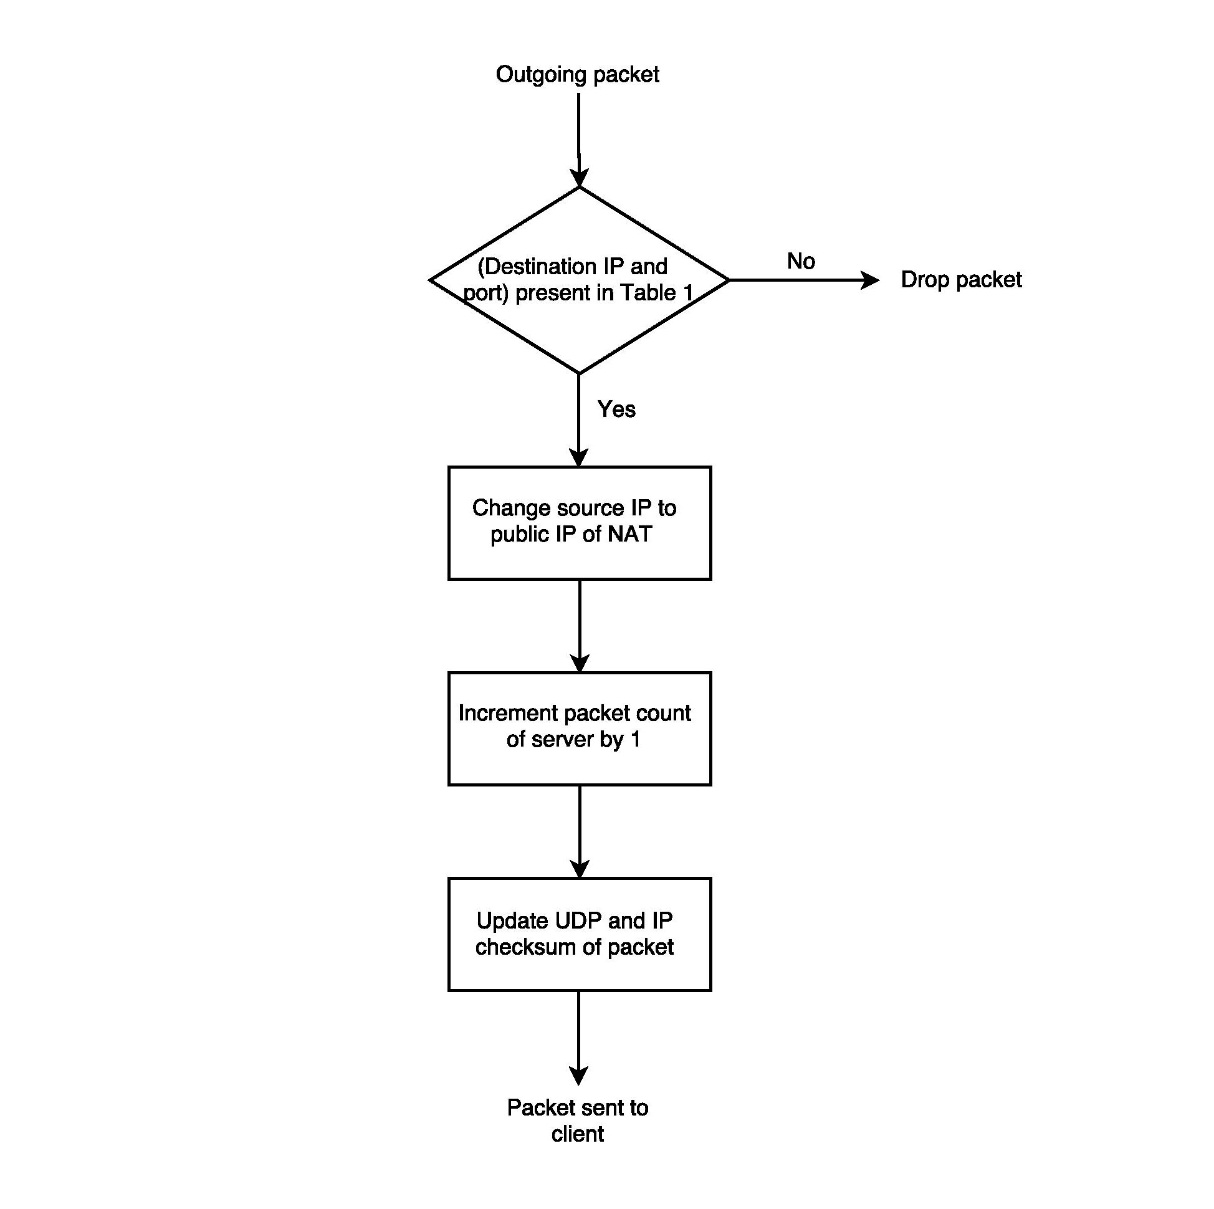 Outgoing packet
(Destination IP and
port) present in Table 1
No
Drop packet
Yes
Change source IP to
public IP of NAT
Increment packet count
of server by 1
Update UDP and IP
checksum of packet
Packet sent to
client